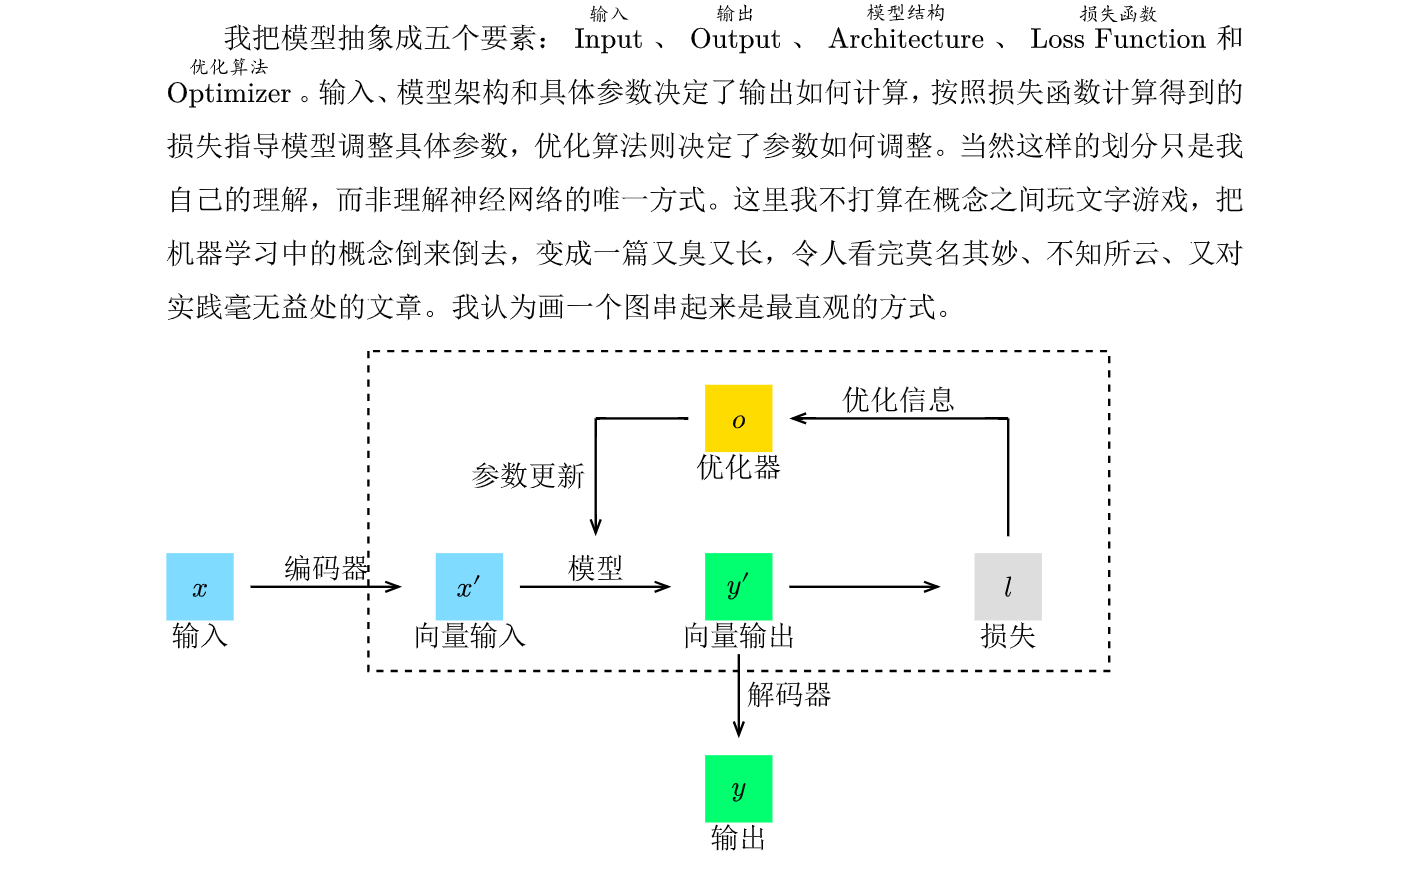 输入 输出 模型结构 损失函数
我把模型抽象成五个要素：Input、Output、Architecture、Loss Function 和
优化算法
Optimizer。输入、模型架构和具体参数决定了输出如何计算，按照损失函数计算得到的
损失指导模型调整具体参数，优化算法则决定了参数如何调整。当然这样的划分只是我
自己的理解，而非理解神经网络的唯一方式。这里我不打算在概念之间玩文字游戏，把
机器学习中的概念倒来倒去，变成一篇又臭又长，令人看完莫名其妙、不知所云、又对
实践毫无益处的文章。我认为画一个图串起来是最直观的方式。
o
优化信息
优化器
参数更新
编码器
模型
x
x′
y′
l
输入
向量输入
向量输出
损失
解码器
y
输出